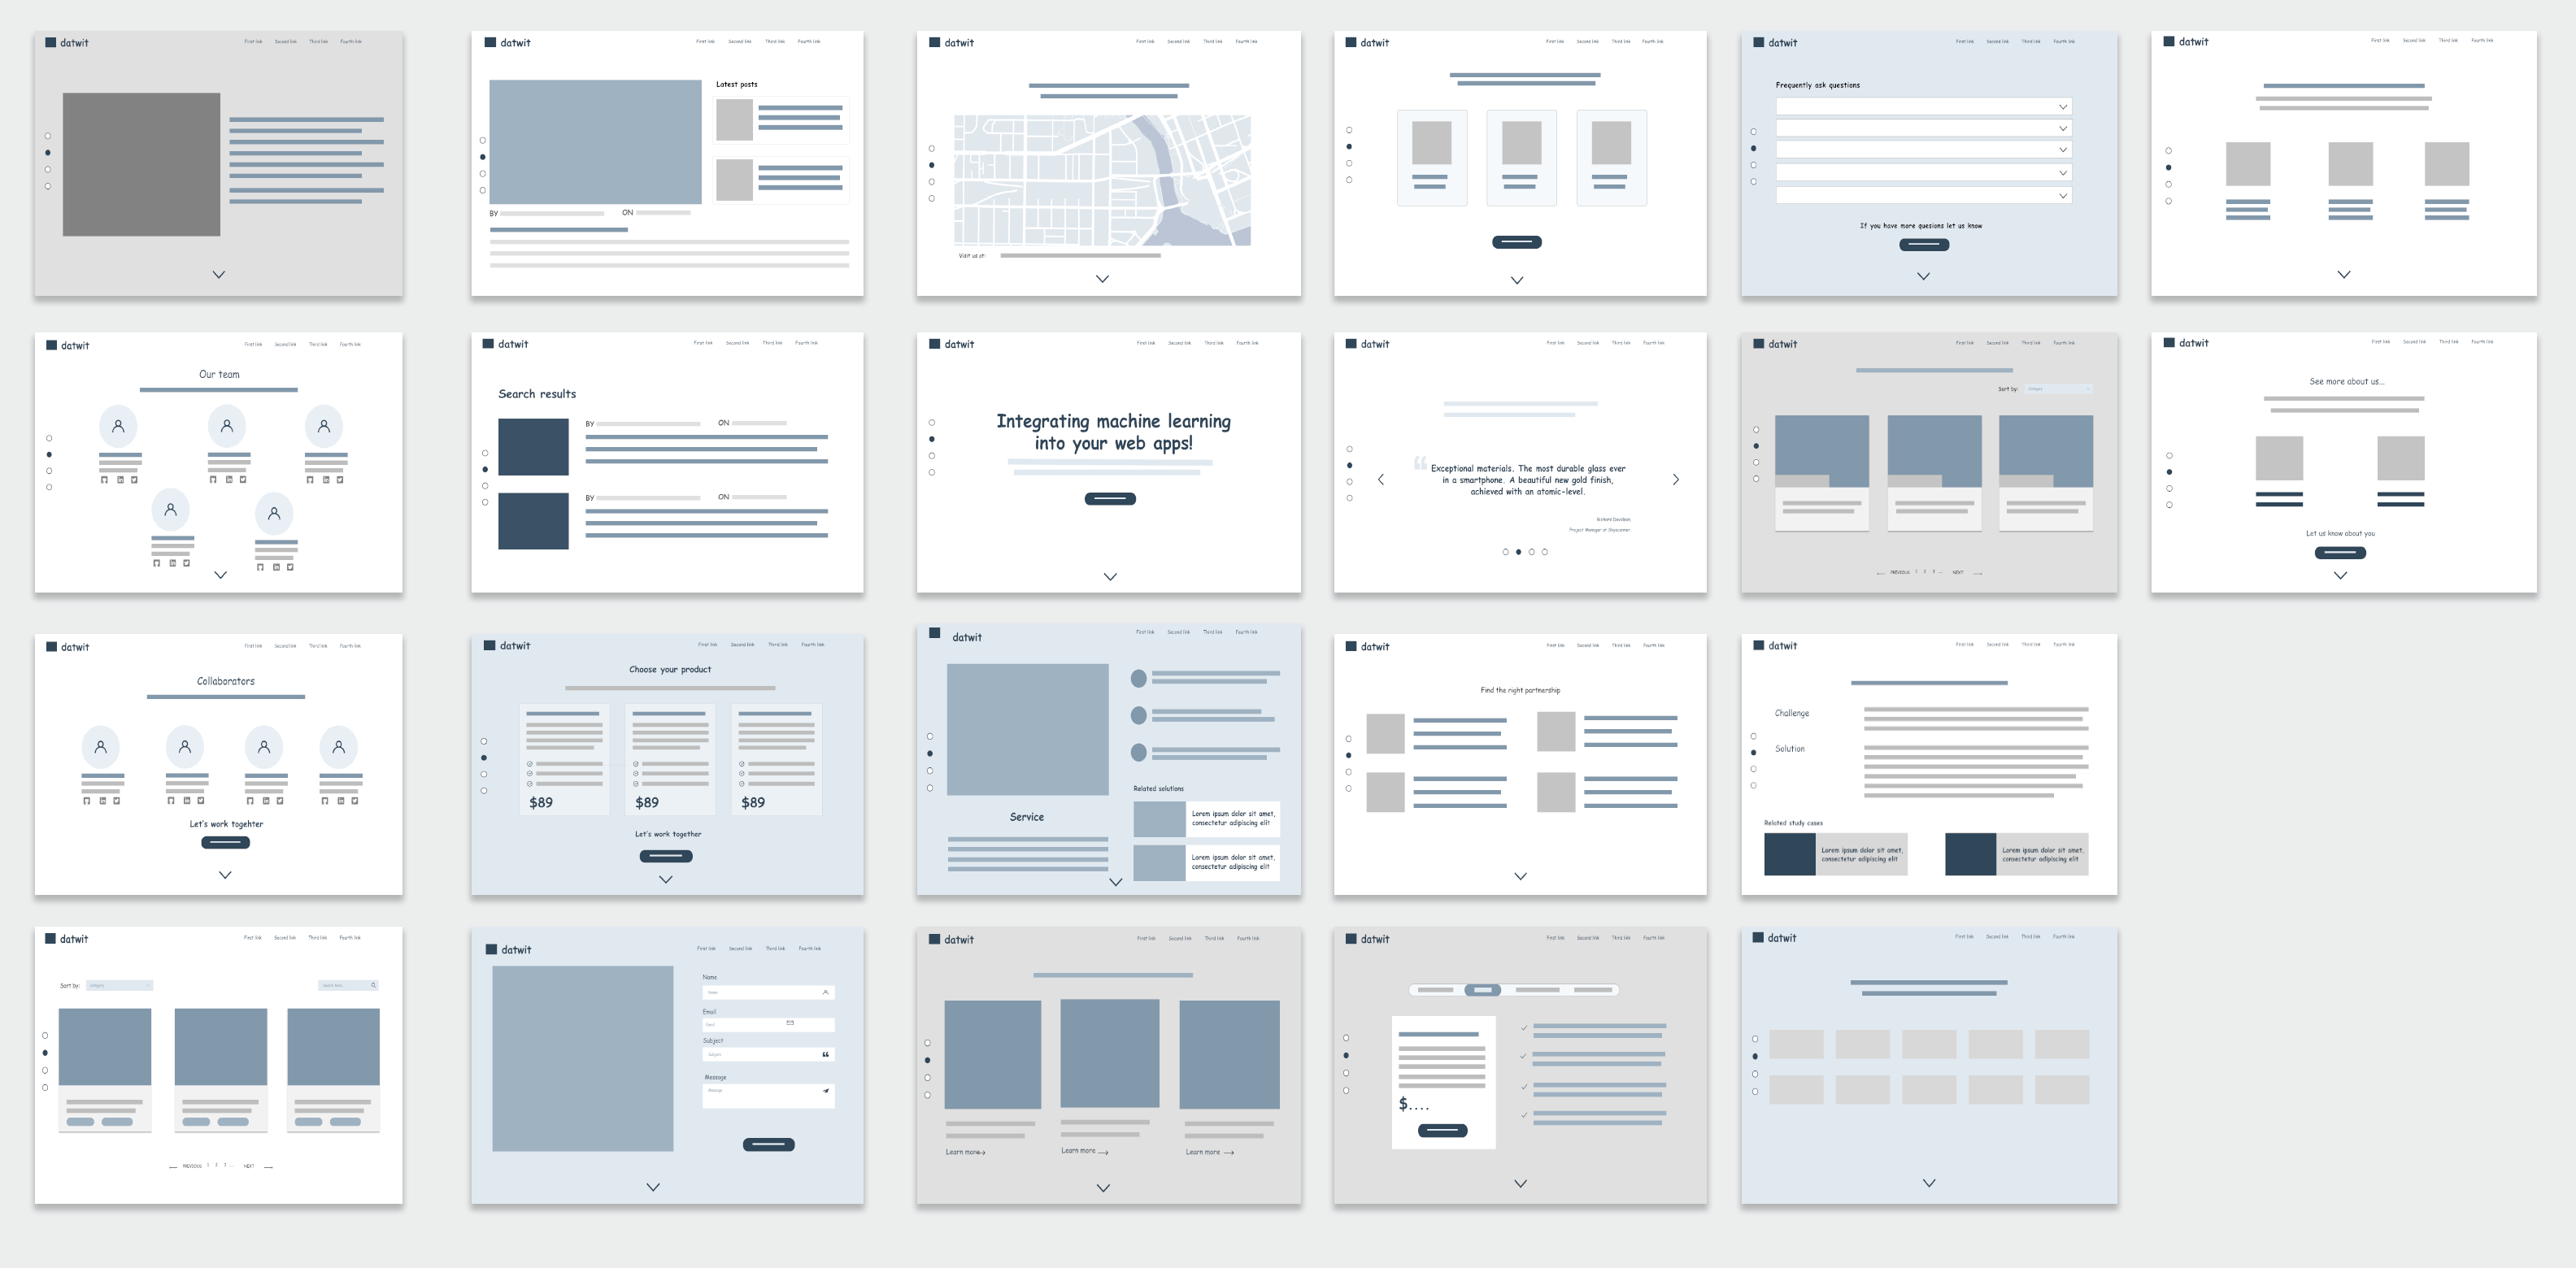 datwit
First link Second link Third link Fourth link
datwit
First link Second link Third link Fourth link
Latest posts
BY ON
datwit
First link Second link Third link Fourth link
Visit us at:
datwit
First link Second link Third link Fourth link
datwit
First link Second link Third link Fourth link
Frequently ask questions
If you have more quesions let us know
datwit
First link Second link Third link Fourth link
datwit
First link Second link Third link Fourth link
Our team
datwit
First link Second link Third link Fourth link
Search results
BY ON
BY ON
datwit
First link Second link Third link Fourth link
Integrating machine learning
into your web apps!
datwit
First link Second link Third link Fourth link
“
Exceptional materials. The most durable glass ever
in a smartphone. A beautiful new gold finish,
achieved with an atomic-level.
Richard Davidson,
Project Manager at Skyscanner.
datwit
First link Second link Third link Fourth link
Sort by: Category
PREVIOUS 1 2 3 ... NEXT
datwit
First link Second link Third link Fourth link
See more about us...
Let us know about you
datwit
First link Second link Third link Fourth link
Collaborators
Let's work togehter
datwit
First link Second link Third link Fourth link
Choose your product
$89 $89 $89
Let's work together
datwit
First link Second link Third link Fourth link
Related solutions
Lorem ipsum dolor sit amet,
consectetur adipiscing elit
Service
Lorem ipsum dolor sit amet,
consectetur adipiscing elit
datwit
First link Second link Third link Fourth link
Find the right partnership
datwit
First link Second link Third link Fourth link
Challenge
Solution
Related study cases
Lorem ipsum dolor sit amet,
consectetur adipiscing elit
Lorem ipsum dolor sit amet,
consectetur adipiscing elit
datwit
First link Second link Third link Fourth link
Sort by: Category
PREVIOUS 1 2 3 ... NEXT
datwit
First link Second link Third link Fourth link
Name
Name
Email
Email
Subject
Subject
Message
Message
datwit
First link Second link Third link Fourth link
Learn more Learn more Learn more
datwit
First link Second link Third link Fourth link
$....
datwit
First link Second link Third link Fourth link